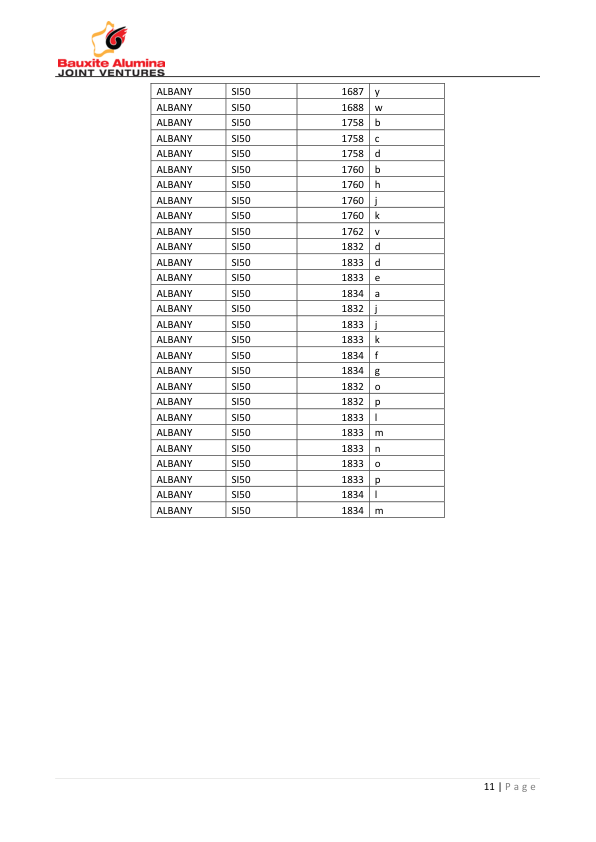 Bauxite Alumina
JOINT VENTURES
ALBANY SI50 1687 y
ALBANY SI50 1688 w
ALBANY SI50 1758 b
ALBANY SI50 1758 c
ALBANY SI50 1758 d
ALBANY SI50 1760 b
ALBANY SI50 1760 h
ALBANY SI50 1760 j
ALBANY SI50 1760 k
ALBANY SI50 1762 v
ALBANY SI50 1832 d
ALBANY SI50 1833 d
ALBANY SI50 1833 e
ALBANY SI50 1834 a
ALBANY SI50 1832 j
ALBANY SI50 1833 j
ALBANY SI50 1833 k
ALBANY SI50 1834 f
ALBANY SI50 1834 g
ALBANY SI50 1832 o
ALBANY SI50 1832 p
ALBANY SI50 1833 l
ALBANY SI50 1833 m
ALBANY SI50 1833 n
ALBANY SI50 1833 o
ALBANY SI50 1833 p
ALBANY SI50 1834 l
ALBANY SI50 1834 m
11 | Page